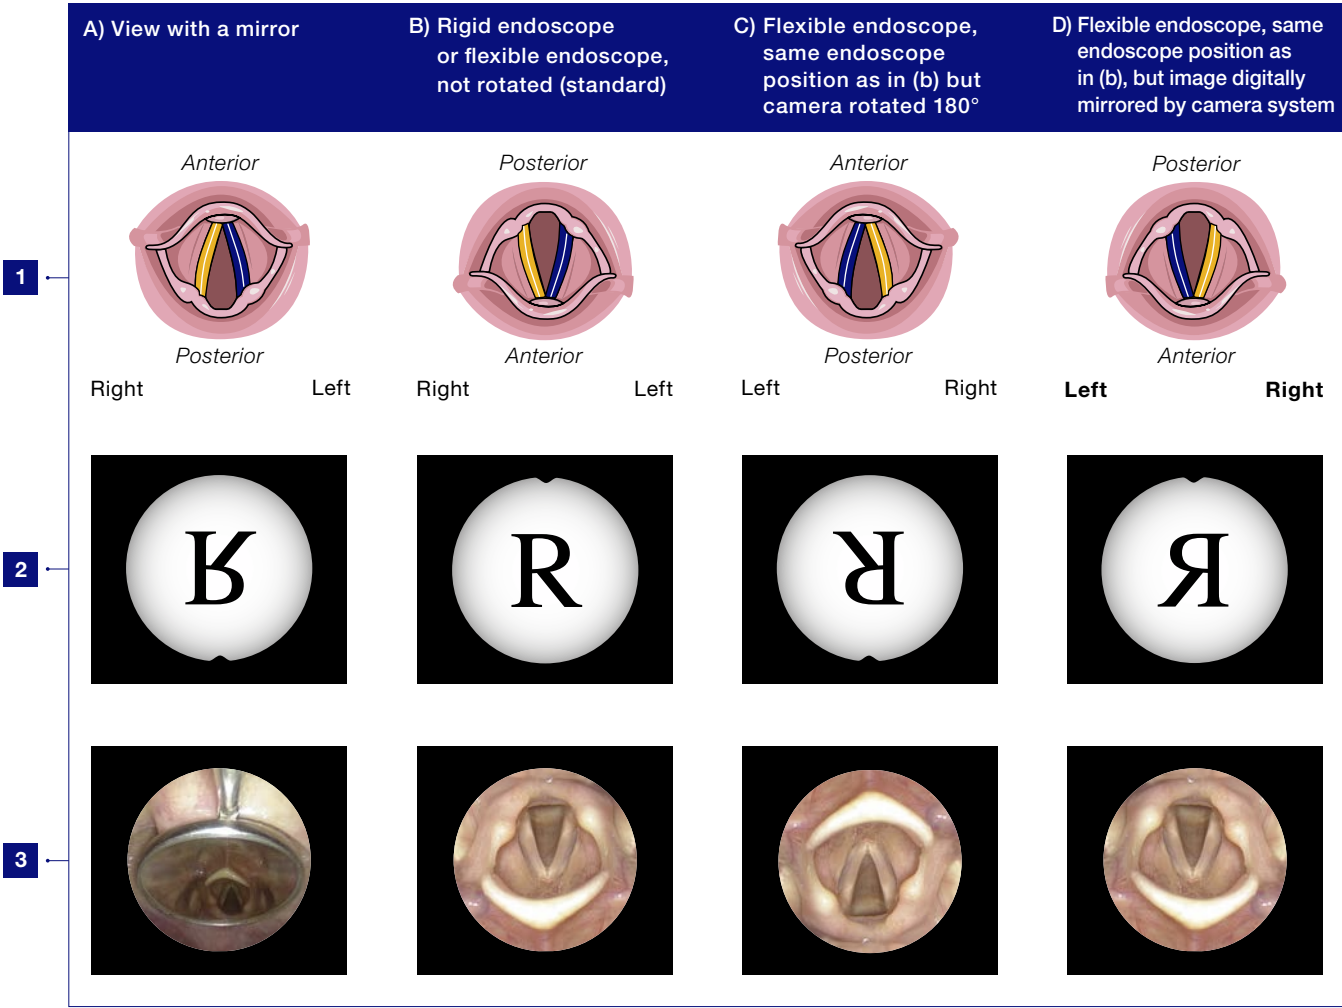 A) View with a mirror
B) Rigid endoscope
or flexible endoscope,
not rotated (standard)
C) Flexible endoscope,
same endoscope
position as in (b) but
camera rotated 180°
D) Flexible endoscope, same
endoscope position as
in (b), but image digitally
mirrored by camera system
1
Anterior
Posterior
Right Left
Posterior
Anterior
Right Left
Anterior
Posterior
Left Right
Posterior
Anterior
Left Right
2
R
R
R
R
3